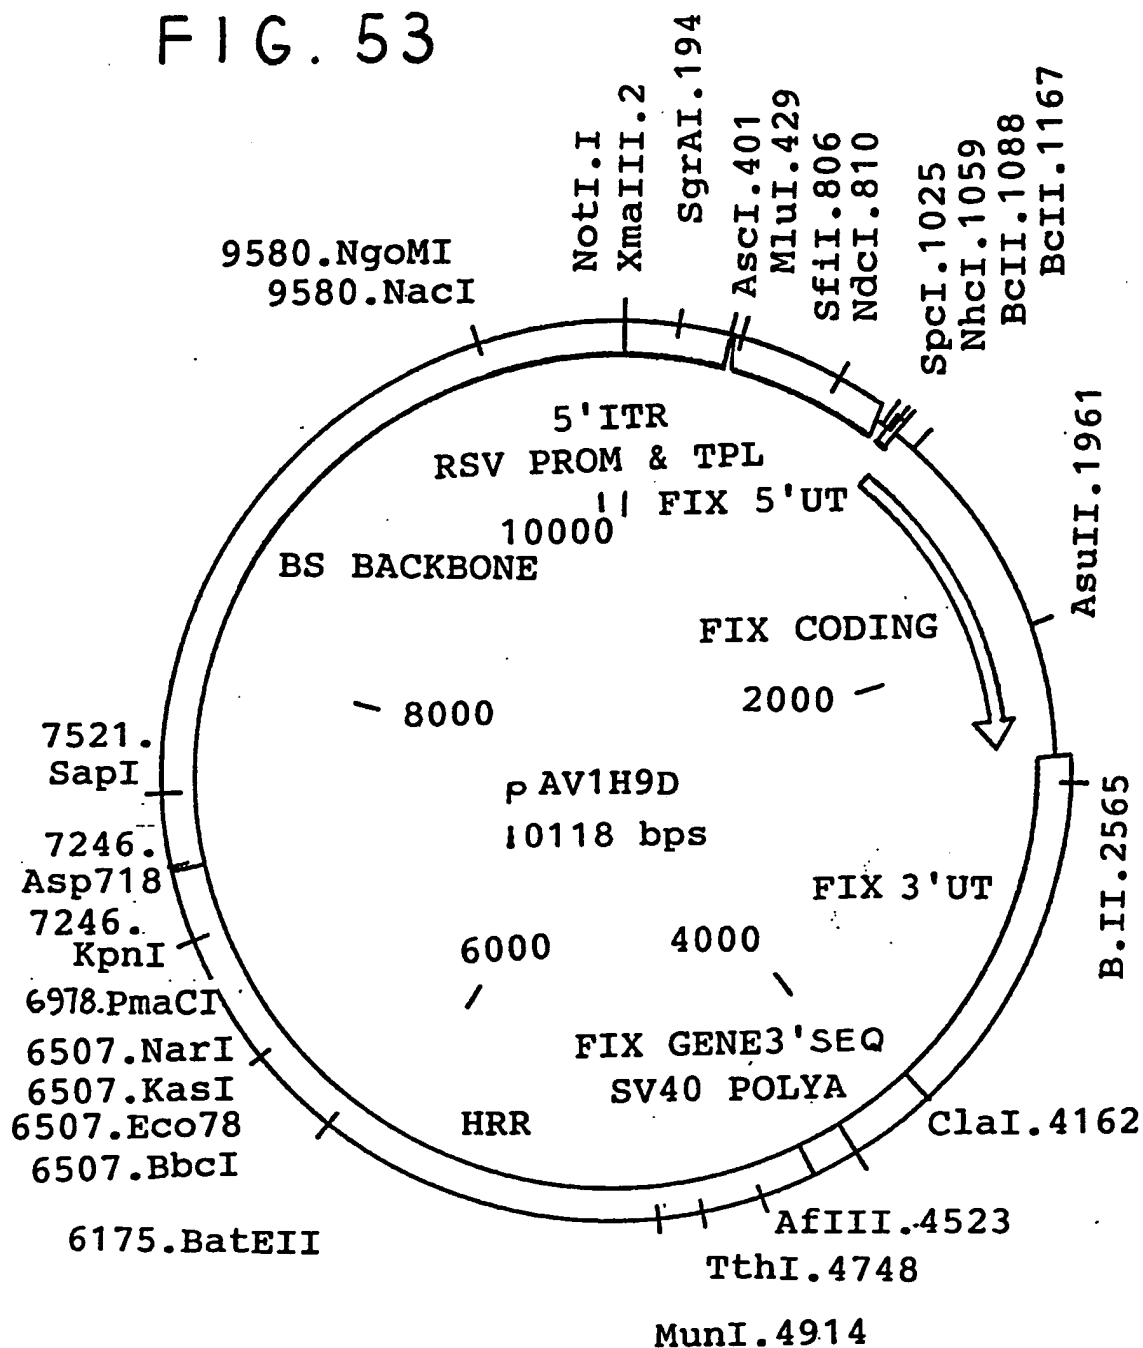 FIG. 53
NotI.I
XmaIII.2
SgrAI.194
AscI.401
MluI.429
SfiI.806
NdcI.810
SpcI.1025
NhcI.1059
BcII.1088
BcII.1167
AsuII.1961
B.II.2565
ClaI.4162
AfIII.4523
TthI.4748
MunI.4914
9580.NgoMI
9580.NacI
7521.
SapI
7246.
Asp718
7246.
KpnI
6978.PmaCI
6507.NarI
6507.KasI
6507.Eco78
6507.BbcI
6175.BatEII
5'ITR
RSV PROM & TPL
FIX 5'UT
10000
BS BACKBONE
FIX CODING
2000
8000
pAV1H9D
10118 bps
FIX 3'UT
4000
6000
FIX GENE3'SEQ
SV40 POLYA
HRR